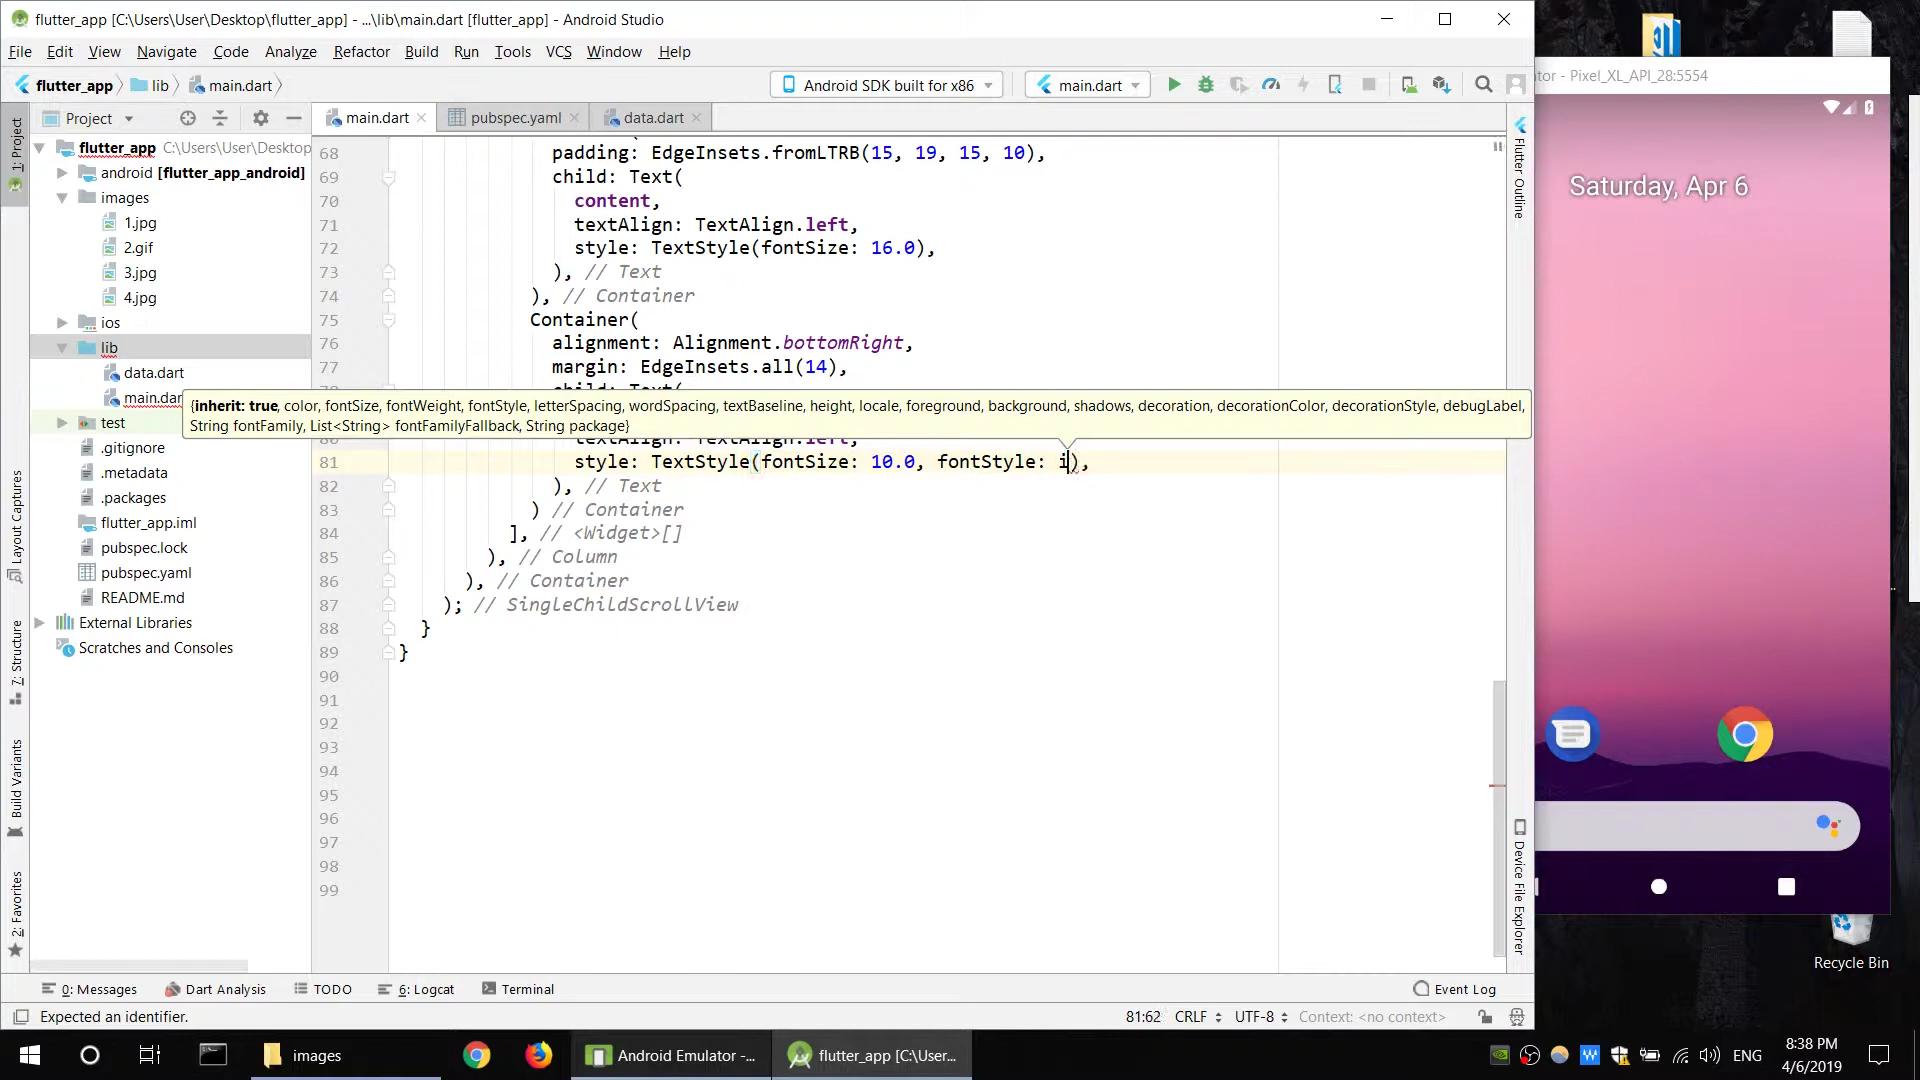 flutter_app [C:\Users\User\Desktop\flutter_app] - ...\lib\main.dart [flutter_app] - Android Studio
File Edit View Navigate Code Analyze Refactor Build Run Tools VCS Window Help
flutter_app lib main.dart
Android SDK built for x86
main.dart
Project
main.dart
pubspec.yaml
data.dart
1: Project
Layout Captures
7: Structure
Build Variants
2: Favorites
flutter_app C:\Users\User\Desktop
android [flutter_app_android]
images
1.jpg
2.gif
3.jpg
4.jpg
ios
lib
data.dart
main.dar
test
.gitignore
.metadata
.packages
flutter_app.iml
pubspec.lock
pubspec.yaml
README.md
External Libraries
Scratches and Consoles
68 padding: EdgeInsets.fromLTRB(15, 19, 15, 10),
69 child: Text(
70 content,
71 textAlign: TextAlign.left,
72 style: TextStyle(fontSize: 16.0),
73 ), // Text
74 ), // Container
75 Container(
76 alignment: Alignment.bottomRight,
77 margin: EdgeInsets.all(14),
{inherit: true, color, fontSize, fontWeight, fontStyle, letterSpacing, wordSpacing, textBaseline, height, locale, foreground, background, shadows, decoration, decorationColor, decorationStyle, debugLabel,
String fontFamily, List<String> fontFamilyFallback, String package}
81 style: TextStyle(fontSize: 10.0, fontStyle: i),
82 ), // Text
83 ) // Container
84 ], // <Widget>[]
85 ), // Column
86 ), // Container
87 ); // SingleChildScrollView
88 }
89 }
90
91
92
93
94
95
96
97
98
99
Flutter Outline
Device File Explorer
0: Messages Dart Analysis TODO 6: Logcat Terminal Event Log
Expected an identifier. 81:62 CRLF UTF-8 Context: <no context>
tor - Pixel_XL_API_28:5554
Saturday, Apr 6
Recycle Bin
images
Android Emulator -...
flutter_app [C:\User...
ENG
8:38 PM
4/6/2019